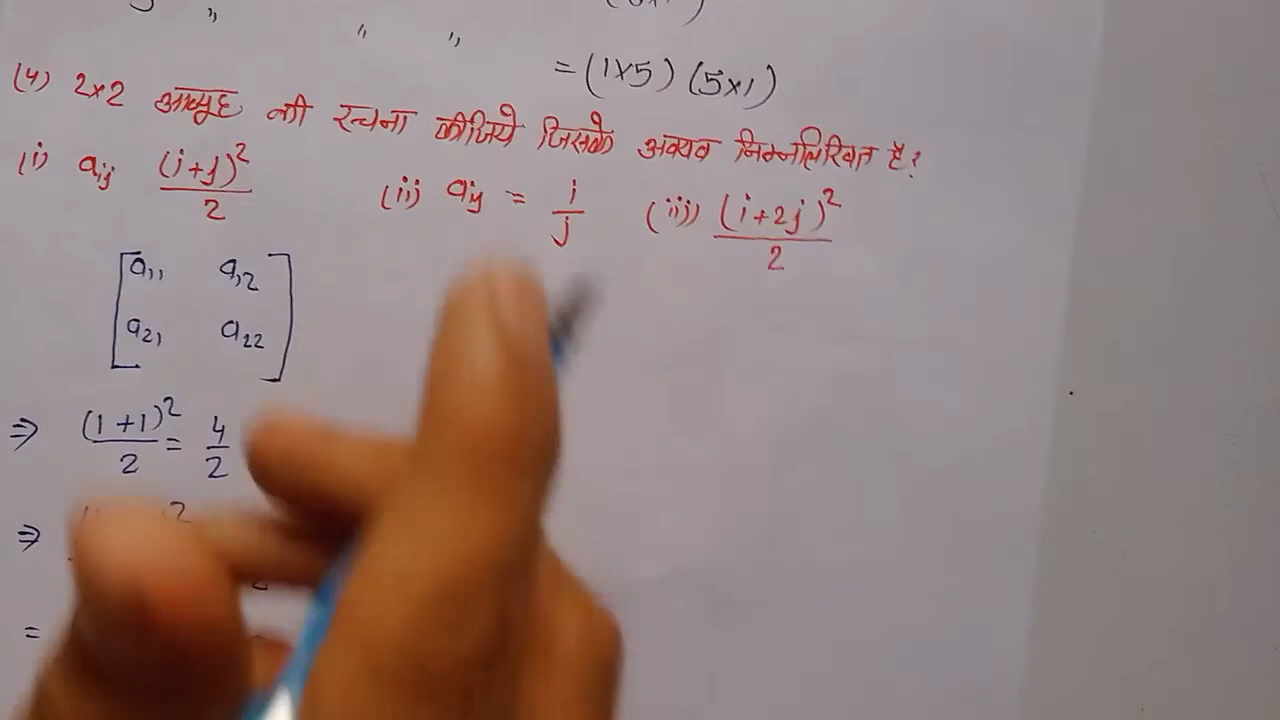 = (1×5) (5×1)
(4) 2×2 आव्यूह की रचना कीजिये जिसके अवयव निम्नलिखित है?
(i) aij (i+j)²/2 (ii) aij = i/j (iii) (i+2j)²/2
[a11 a12
a21 a22]
⇒ (1+1)²/2 = 4/2
⇒
=